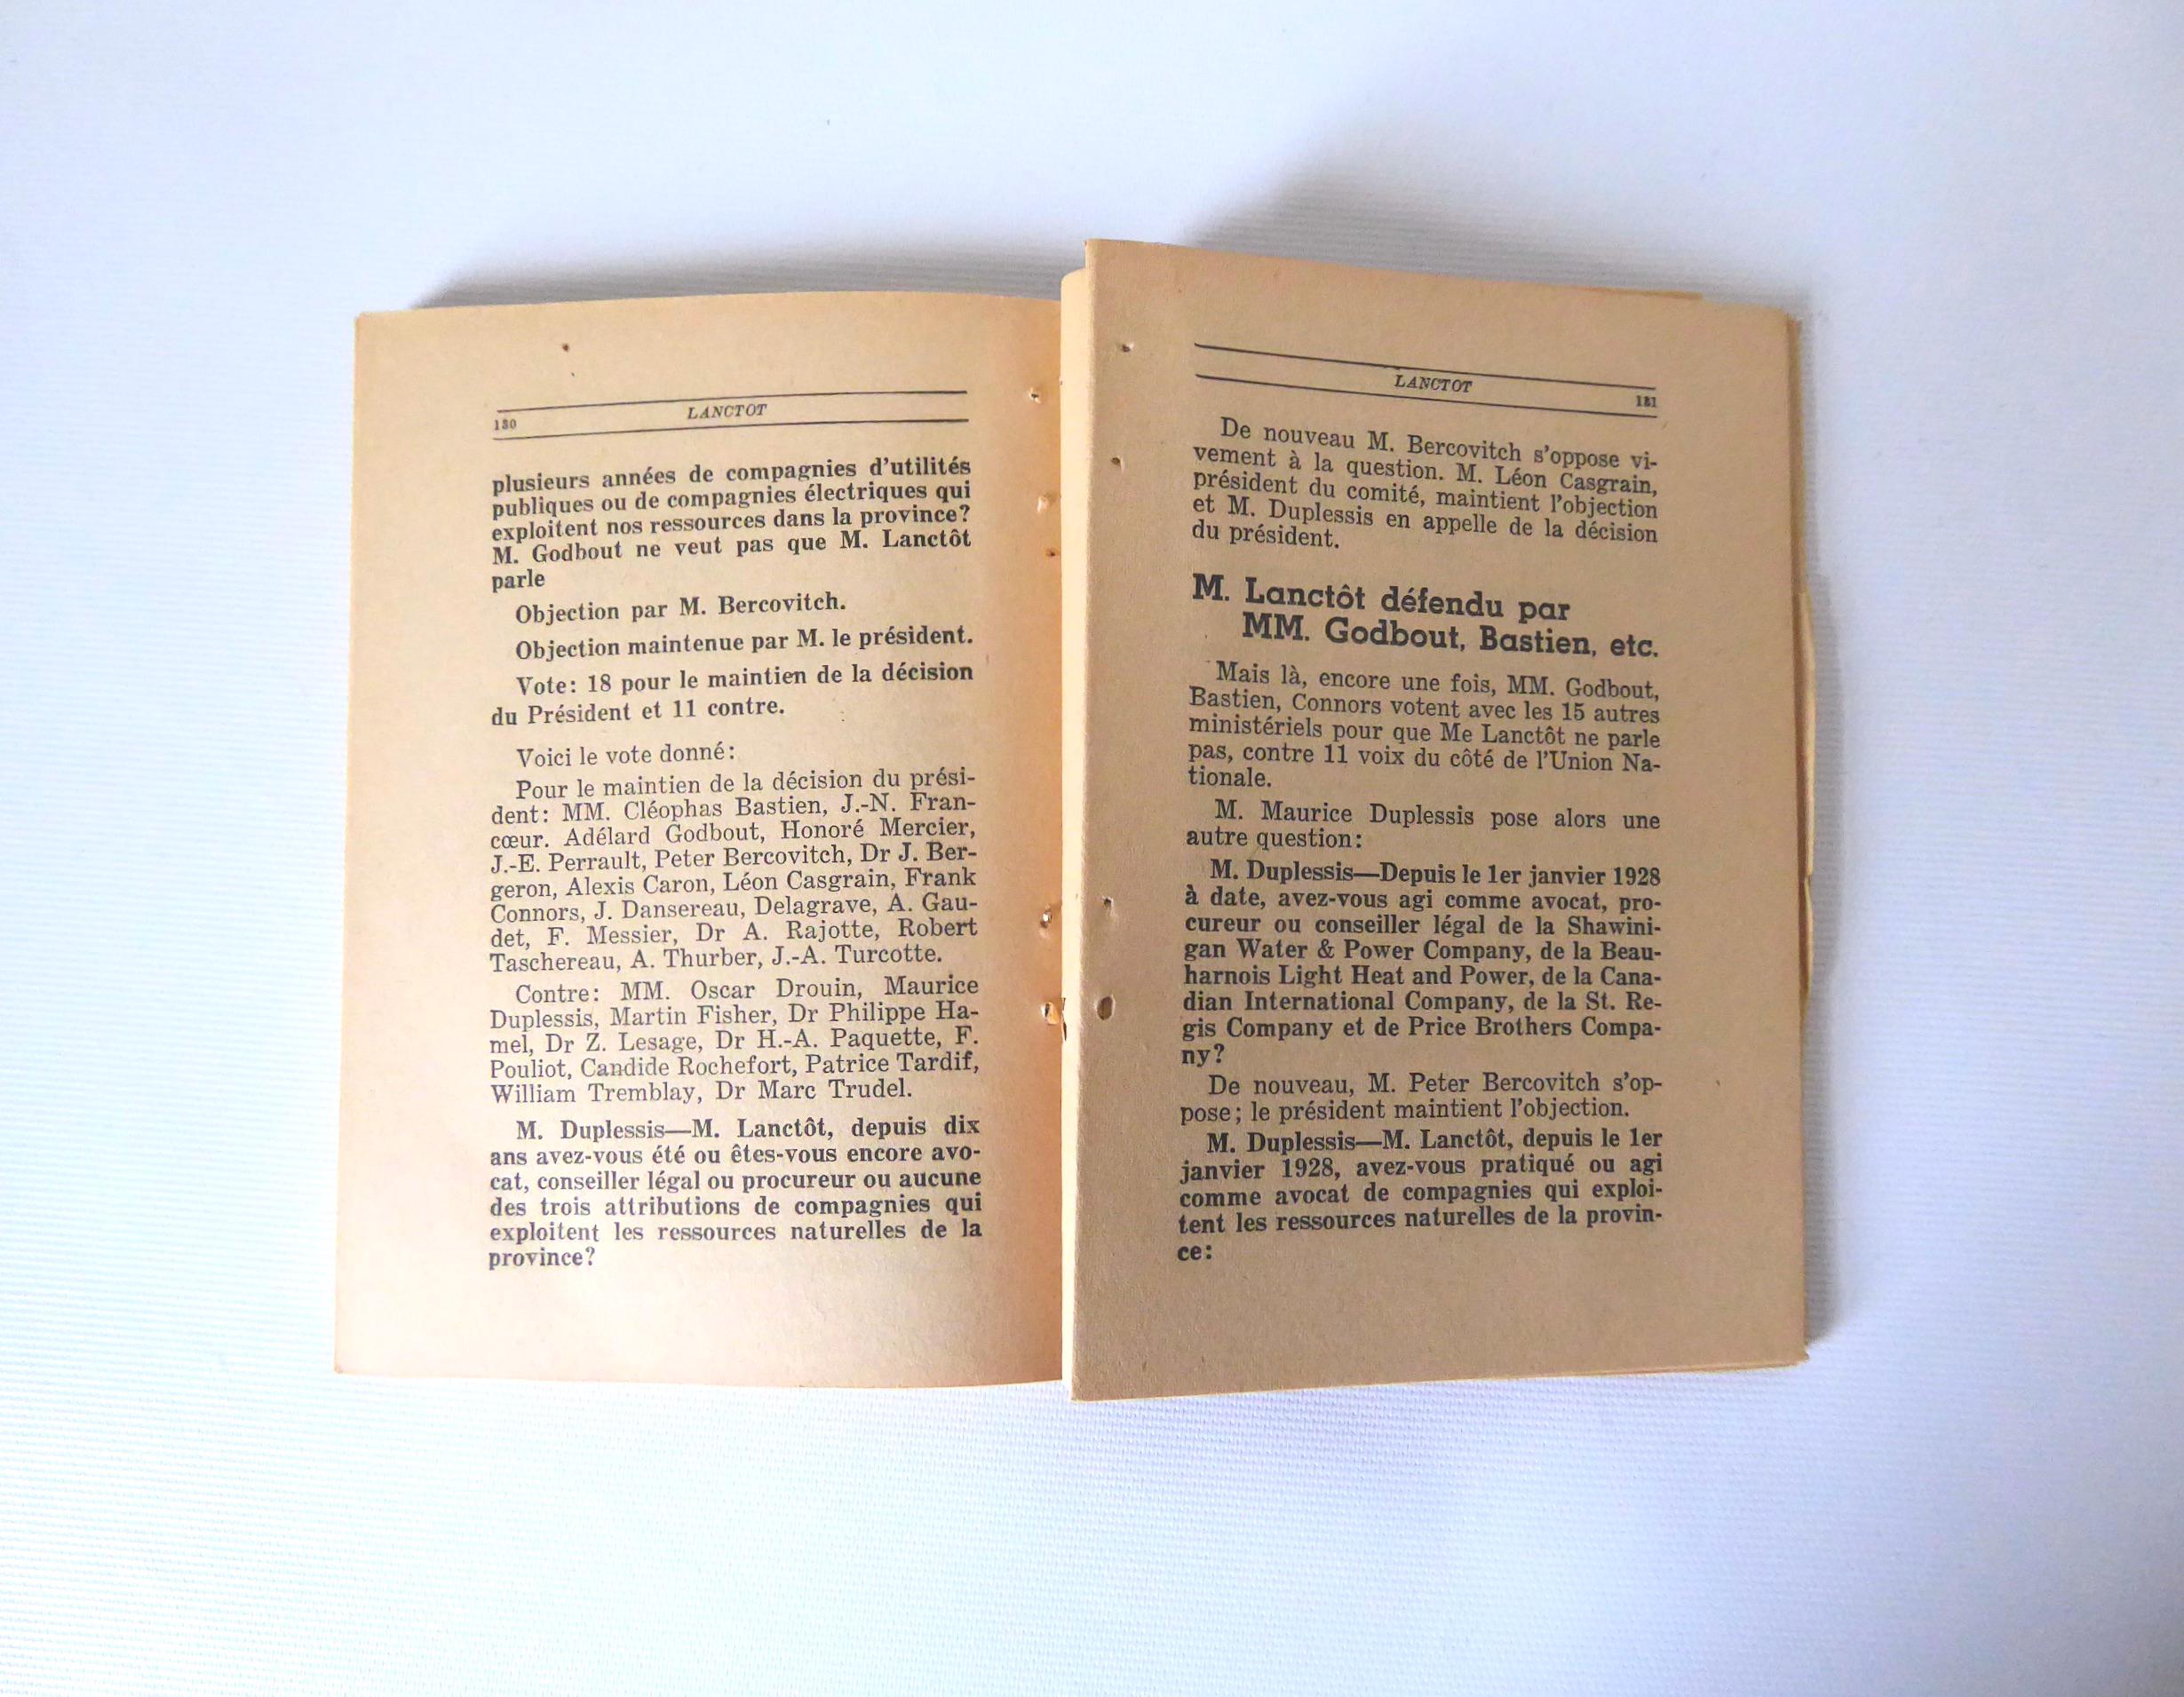 130
LANCTOT
plusieurs années de compagnies d'utilités
publiques ou de compagnies électriques qui
exploitent nos ressources dans la province?
M. Godbout ne veut pas que M. Lanctôt
parle
Objection par M. Bercovitch.
Objection maintenue par M. le président.
Vote: 18 pour le maintien de la décision
du Président et 11 contre.
Voici le vote donné:
Pour le maintien de la décision du prési-
dent: MM. Cléophas Bastien, J.-N. Fran-
cœur. Adélard Godbout, Honoré Mercier,
J.-E. Perrault, Peter Bercovitch, Dr J. Ber-
geron, Alexis Caron, Léon Casgrain, Frank
Connors, J. Dansereau, Delagrave, A. Gau-
det, F. Messier, Dr A. Rajotte, Robert
Taschereau, A. Thurber, J.-A. Turcotte.
Contre: MM. Oscar Drouin, Maurice
Duplessis, Martin Fisher, Dr Philippe Ha-
mel, Dr Z. Lesage, Dr H.-A. Paquette, F.
Pouliot, Candide Rochefort, Patrice Tardif,
William Tremblay, Dr Marc Trudel.
M. Duplessis—M. Lanctôt, depuis dix
ans avez-vous été ou êtes-vous encore avo-
cat, conseiller légal ou procureur ou aucune
des trois attributions de compagnies qui
exploitent les ressources naturelles de la
province?
LANCTOT
131
De nouveau M. Bercovitch s'oppose vi-
vement à la question. M. Léon Casgrain,
président du comité, maintient l'objection
et M. Duplessis en appelle de la décision
du président.
M. Lanctôt défendu par
MM. Godbout, Bastien, etc.
Mais là, encore une fois, MM. Godbout,
Bastien, Connors votent avec les 15 autres
ministériels pour que Me Lanctôt ne parle
pas, contre 11 voix du côté de l'Union Na-
tionale.
M. Maurice Duplessis pose alors une
autre question:
M. Duplessis—Depuis le 1er janvier 1928
à date, avez-vous agi comme avocat, pro-
cureur ou conseiller légal de la Shawini-
gan Water & Power Company, de la Beau-
harnois Light Heat and Power, de la Cana-
dian International Company, de la St. Re-
gis Company et de Price Brothers Compa-
ny?
De nouveau, M. Peter Bercovitch s'op-
pose; le président maintient l'objection.
M. Duplessis—M. Lanctôt, depuis le 1er
janvier 1928, avez-vous pratiqué ou agi
comme avocat de compagnies qui exploi-
tent les ressources naturelles de la provin-
ce: